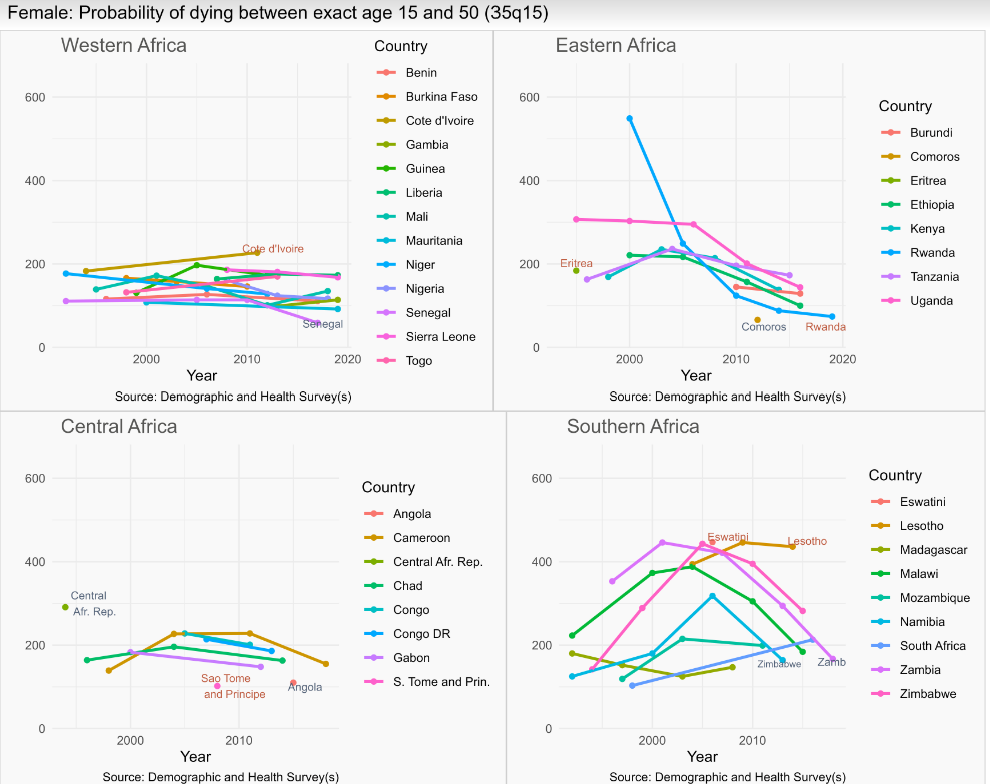 Female: Probability of dying between exact age 15 and 50 (35q15)
Western Africa
600
400
200
0
2000
2010
2020
Year
Source: Demographic and Health Survey(s)
Cote d'Ivoire
Senegal
Country
Benin
Burkina Faso
Cote d'Ivoire
Gambia
Guinea
Liberia
Mali
Mauritania
Niger
Nigeria
Senegal
Sierra Leone
Togo
Eastern Africa
600
400
200
0
2000
2010
2020
Year
Source: Demographic and Health Survey(s)
Eritrea
Comoros
Rwanda
Country
Burundi
Comoros
Eritrea
Ethiopia
Kenya
Rwanda
Tanzania
Uganda
Central Africa
600
400
200
0
2000
2010
Year
Source: Demographic and Health Survey(s)
Central
Afr. Rep.
Sao Tome
and Principe
Angola
Country
Angola
Cameroon
Central Afr. Rep.
Chad
Congo
Congo DR
Gabon
S. Tome and Prin.
Southern Africa
600
400
200
0
2000
2010
Year
Source: Demographic and Health Survey(s)
Eswatini
Lesotho
Zimbabwe
Zamb
Country
Eswatini
Lesotho
Madagascar
Malawi
Mozambique
Namibia
South Africa
Zambia
Zimbabwe